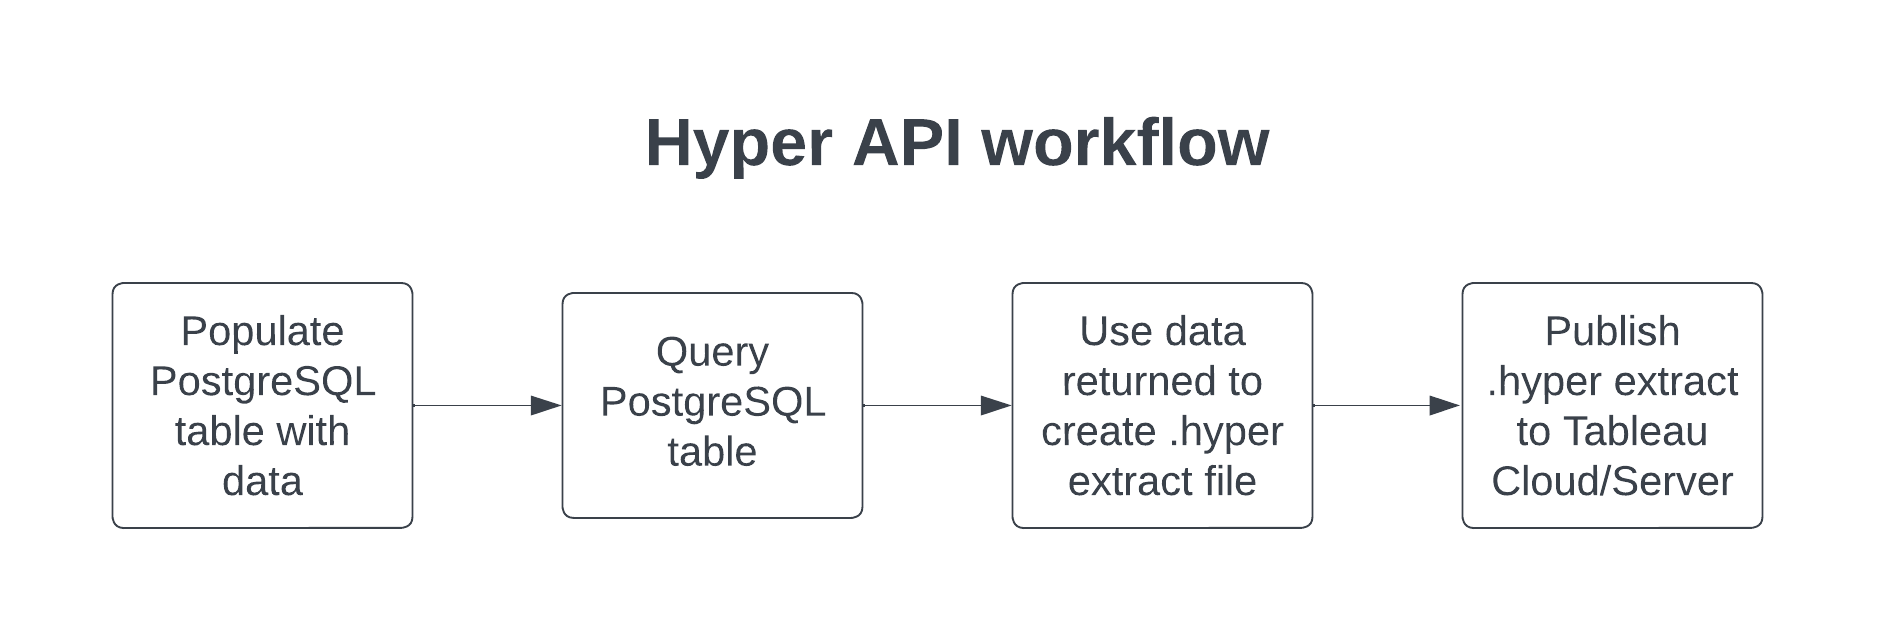 Hyper API workflow
Populate
PostgreSQL
table with
data
Query
PostgreSQL
table
Use data
returned to
create .hyper
extract file
Publish
.hyper extract
to Tableau
Cloud/Server